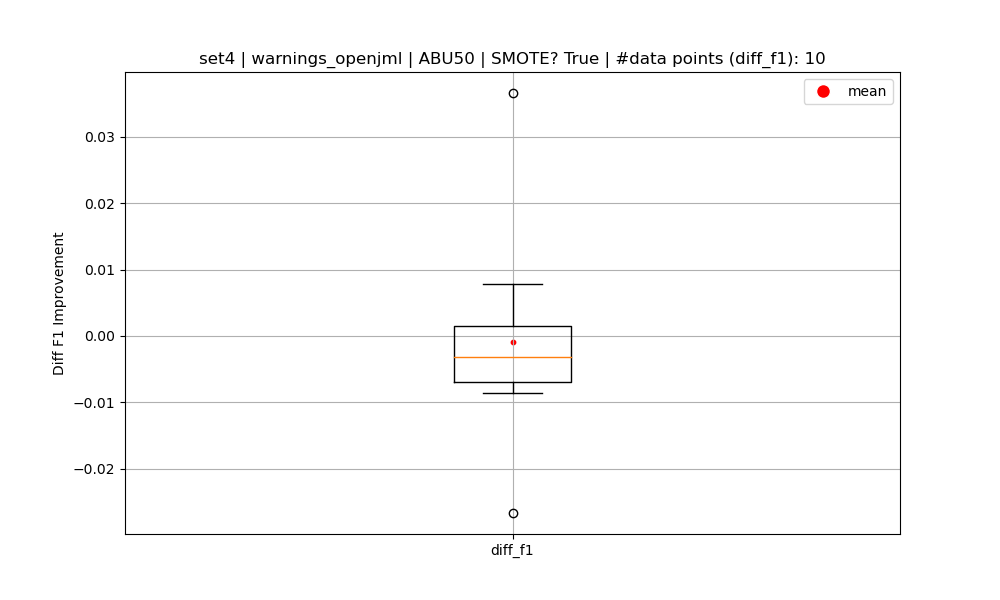 set4 | warnings_openjml | ABU50 | SMOTE? True | #data points (diff_f1): 10
mean
0.03
0.02
0.01
0.00
−0.01
−0.02
Diff F1 Improvement
diff_f1